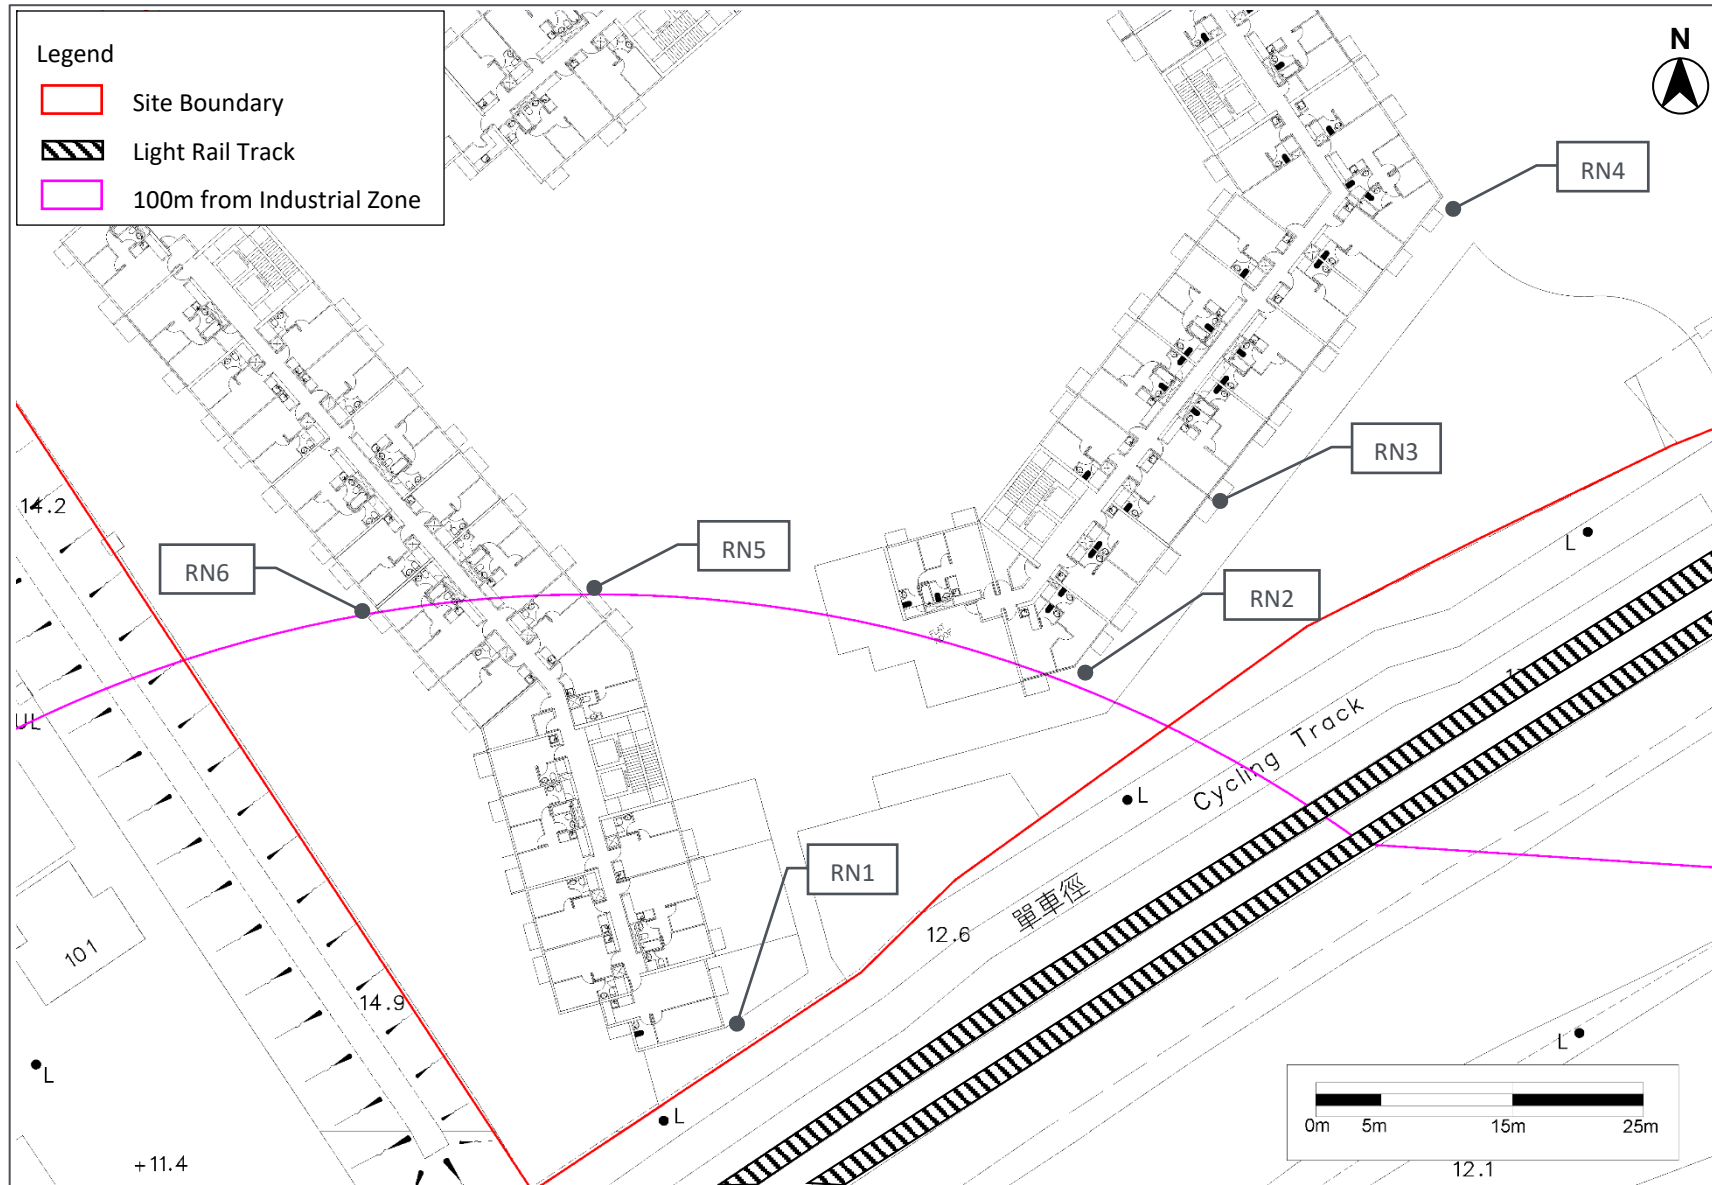 Legend
Site Boundary
Light Rail Track
100m from Industrial Zone
N
RN4
RN3
14.2
L
RN5
RN6
RN2
UL
Cycling Track
L
RN1
單車徑
12.6
101
14.9
L
L
L
0m 5m 15m 25m
+11.4
12.1